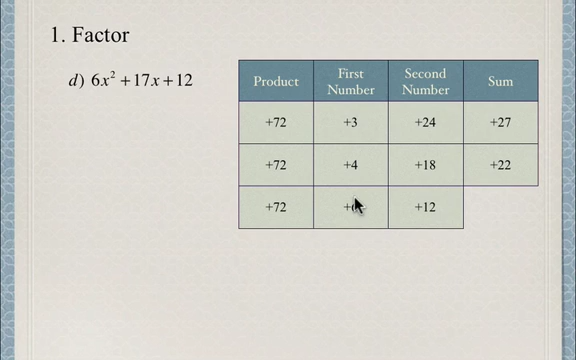 1. Factor
d) 6x² + 17x + 12
Product First Number Second Number Sum
+72 +3 +24 +27
+72 +4 +18 +22
+72 +12